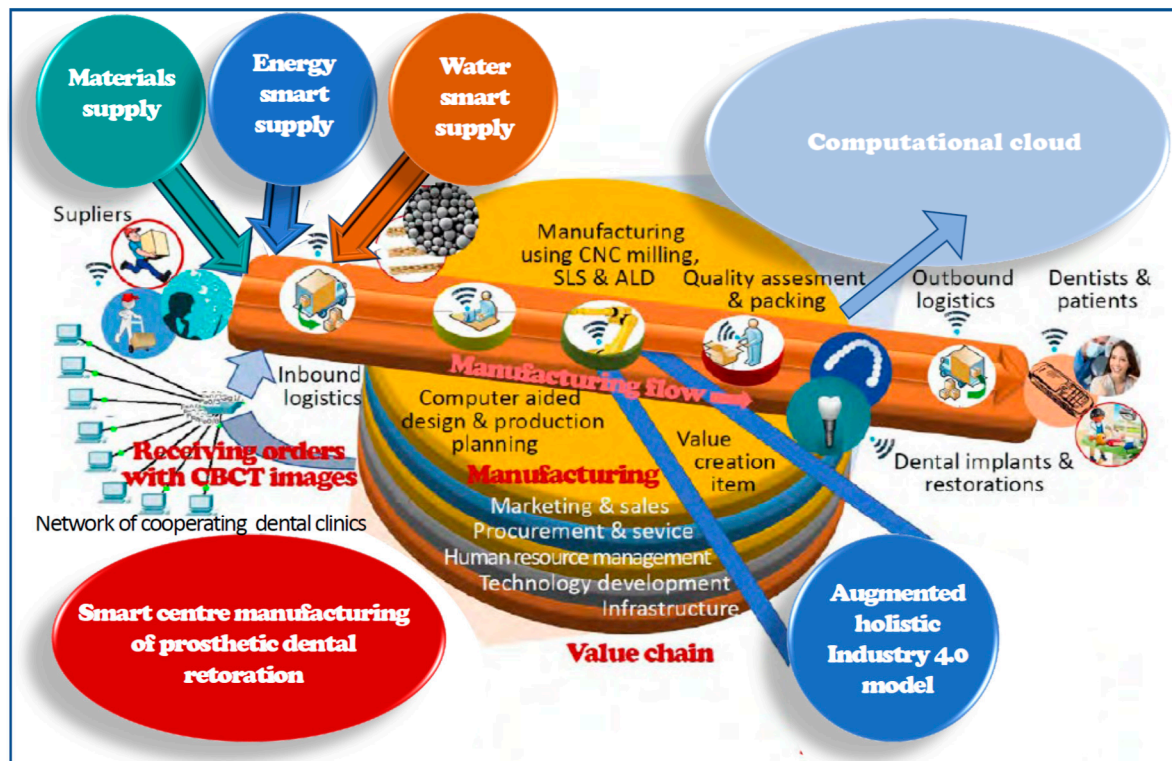 Materials
supply
Energy
smart
supply
Water
smart
supply
Computational cloud
Supliers
Manufacturing
using CNC milling,
SLS & ALD
Quality assesment
& packing
Outbound
logistics
Dentists &
patients
Inbound
logistics
Manufacturing flow
Computer aided
design & production
planning
Value
creation
item
Dental implants &
restorations
Receiving orders
with CBCT images
Network of cooperating dental clinics
Manufacturing
Marketing & sales
Procurement & sevice
Human resource management
Technology development
Infrastructure
Value chain
Smart centre manufacturing
of prosthetic dental
retoration
Augmented
holistic
Industry 4.0
model